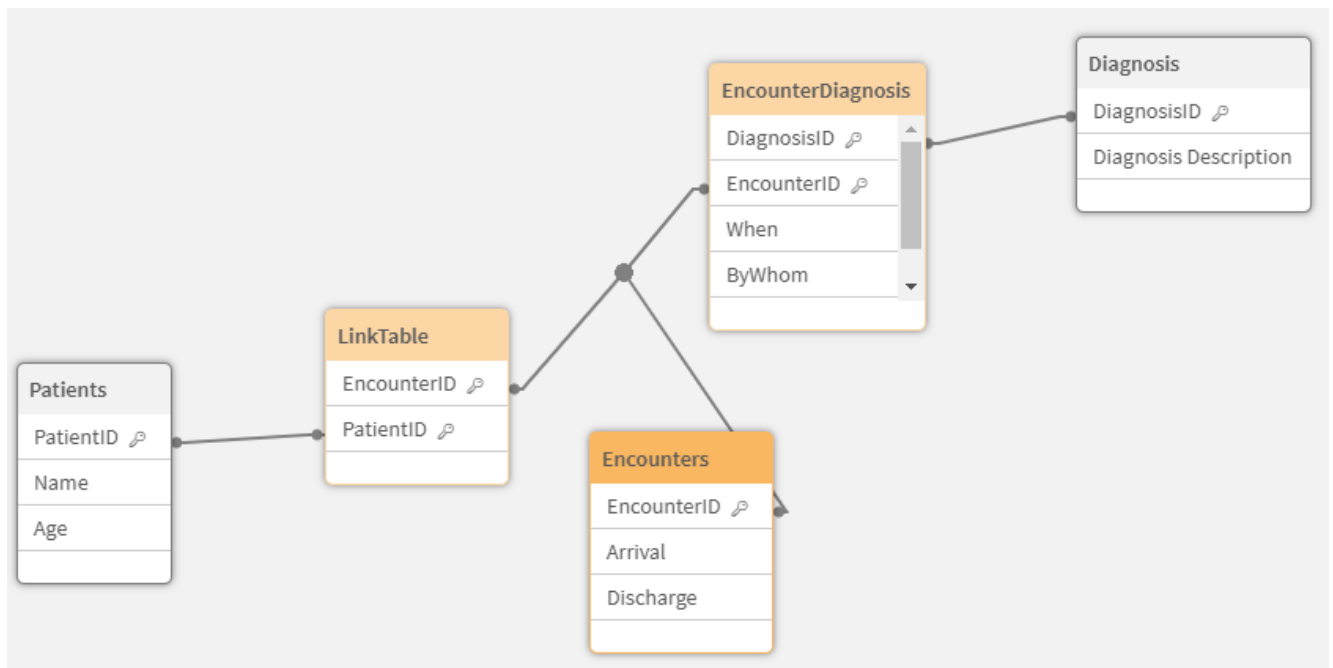 Patients
PatientID
Name
Age
LinkTable
EncounterID
PatientID
Encounters
EncounterID
Arrival
Discharge
EncounterDiagnosis
DiagnosisID
EncounterID
When
ByWhom
Diagnosis
DiagnosisID
Diagnosis Description